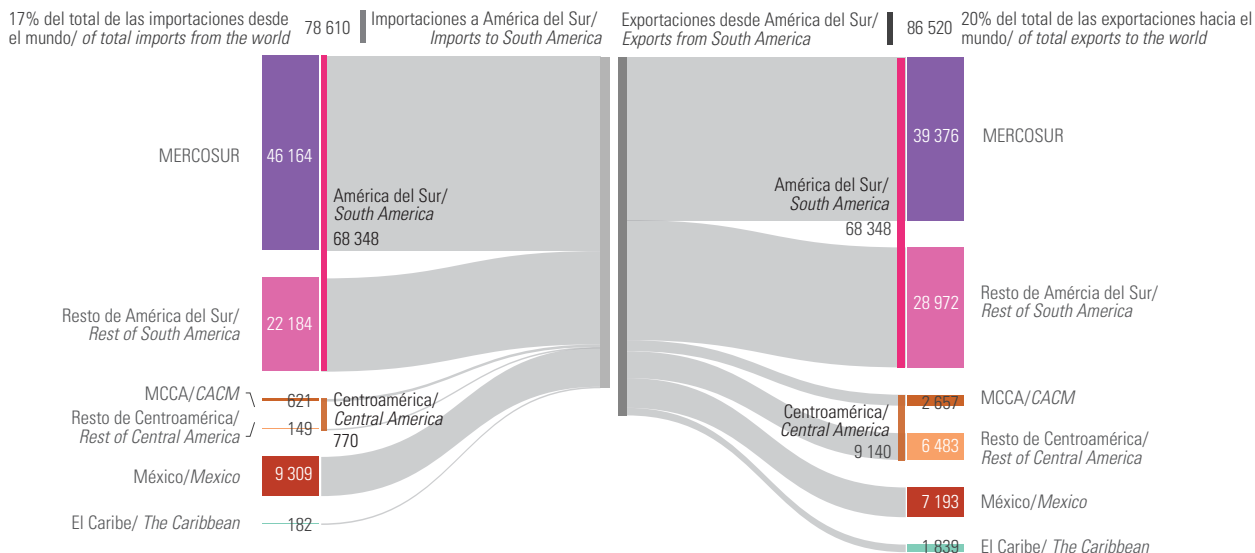 17% del total de las importaciones desde
el mundo/ of total imports from the world
78 610
Importaciones a América del Sur/
Imports to South America
MERCOSUR
46 164
América del Sur/
South America
68 348
Resto de América del Sur/
Rest of South America
22 184
MCCA/CACM
621
Resto de Centroamérica/
Rest of Central America
149
Centroamérica/
Central America
770
México/Mexico
9 309
El Caribe/ The Caribbean
182
Exportaciones desde América del Sur/
Exports from South America
86 520
20% del total de las exportaciones hacia el
mundo/ of total exports to the world
39 376
MERCOSUR
América del Sur/
South America
68 348
28 972
Resto de Amércia del Sur/
Rest of South America
2 657
MCCA/CACM
Centroamérica/
Central America
9 140
6 483
Resto de Centroamérica/
Rest of Central America
7 193
México/Mexico
1 839
El Caribe/ The Caribbean